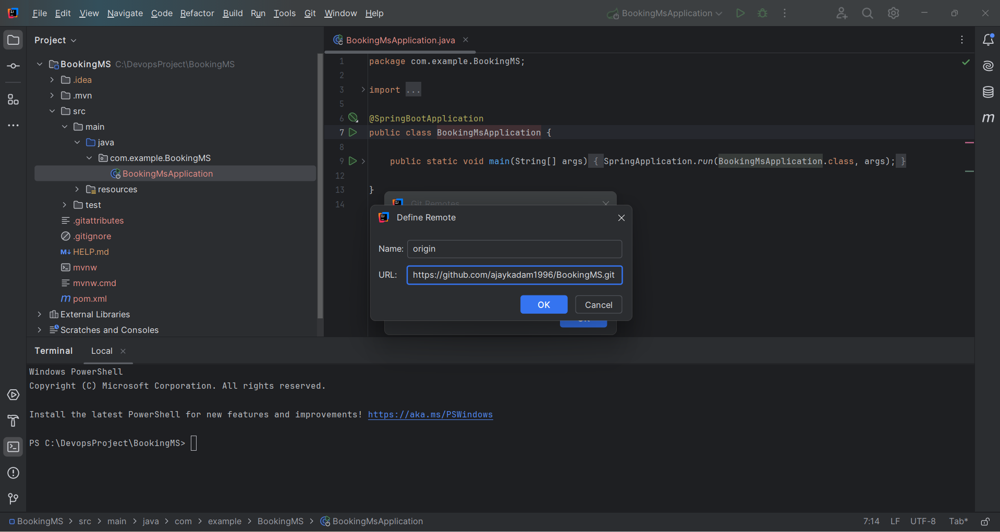 File Edit View Navigate Code Refactor Build Run Tools Git Window Help
BookingMsApplication
Project
BookingMS C:\DevopsProject\BookingMS
.idea
.mvn
src
main
java
com.example.BookingMS
BookingMsApplication
resources
test
.gitattributes
.gitignore
M↓ HELP.md
mvnw
mvnw.cmd
m pom.xml
External Libraries
Scratches and Consoles
BookingMsApplication.java
1 package com.example.BookingMS;
2
3 import ...
5
6 @SpringBootApplication
7 public class BookingMsApplication {
8
9 public static void main(String[] args) { SpringApplication.run(BookingMsApplication.class, args); }
12
13 }
14
Git Remotes
Define Remote
Name: origin
URL: https://github.com/ajaykadam1996/BookingMS.git
OK Cancel
OK
m
Terminal Local
Windows PowerShell
Copyright (C) Microsoft Corporation. All rights reserved.
Install the latest PowerShell for new features and improvements! https://aka.ms/PSWindows
PS C:\DevopsProject\BookingMS>
BookingMS > src > main > java > com > example > BookingMS > BookingMsApplication
7:14 LF UTF-8 Tab*